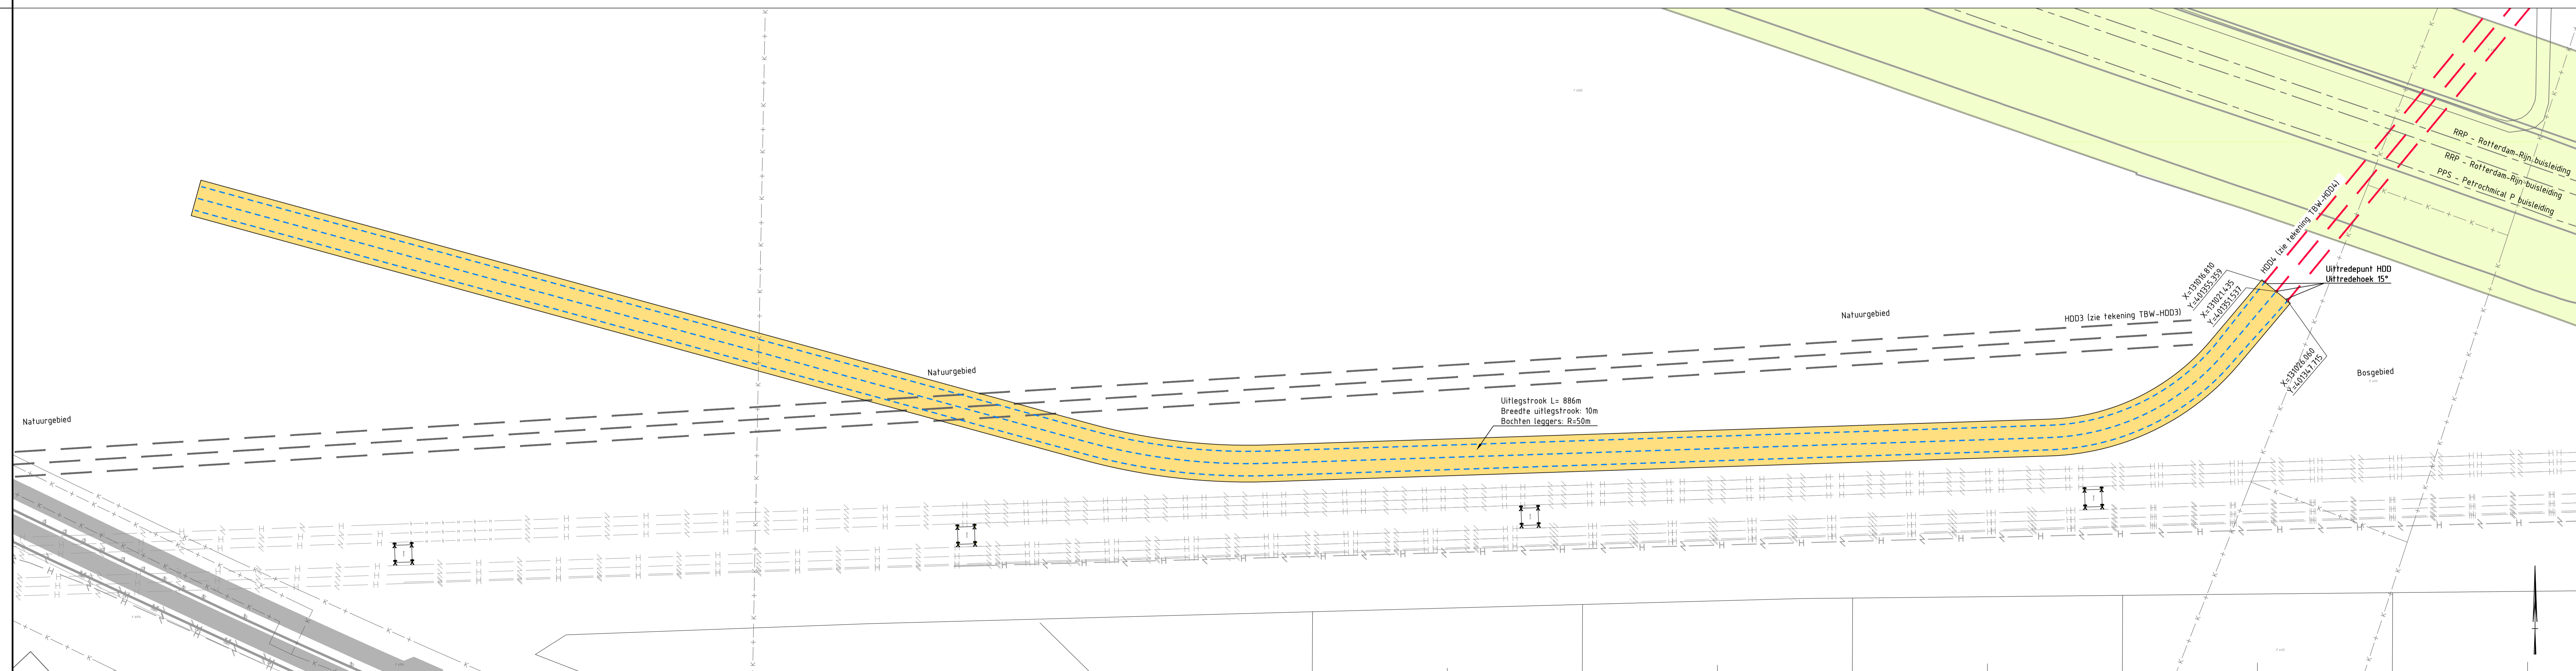 RRP - Rotterdam-Rijn buisleiding
RRP - Rotterdam-Rijn buisleiding
PPS - Petrochmical P buisleiding
HDD4 (zie tekening TBW-HDD4)
Uittredepunt HDD
Uittredehoek 15°
X=131016.810
Y=401355.359
X=131021.435
Y=401351.537
Natuurgebied
HDD3 (zie tekening TBW-HDD3)
X=131026.060
Y=401347.715
Bosgebied
Natuurgebied
Uitlegstrook L= 886m
Breedte uitlegstrook: 10m
Bochten leggers: R=50m
Natuurgebied